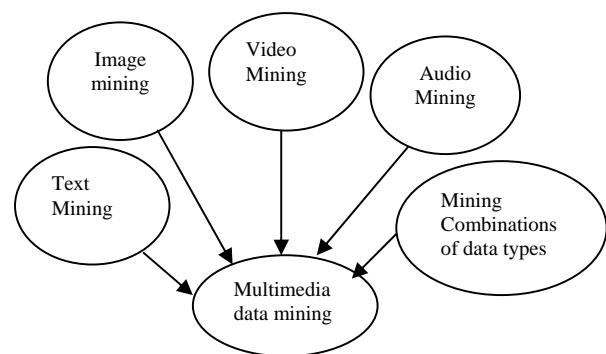 Image
mining
Video
Mining
Audio
Mining
Text
Mining
Mining
Combinations
of data types
Multimedia
data mining